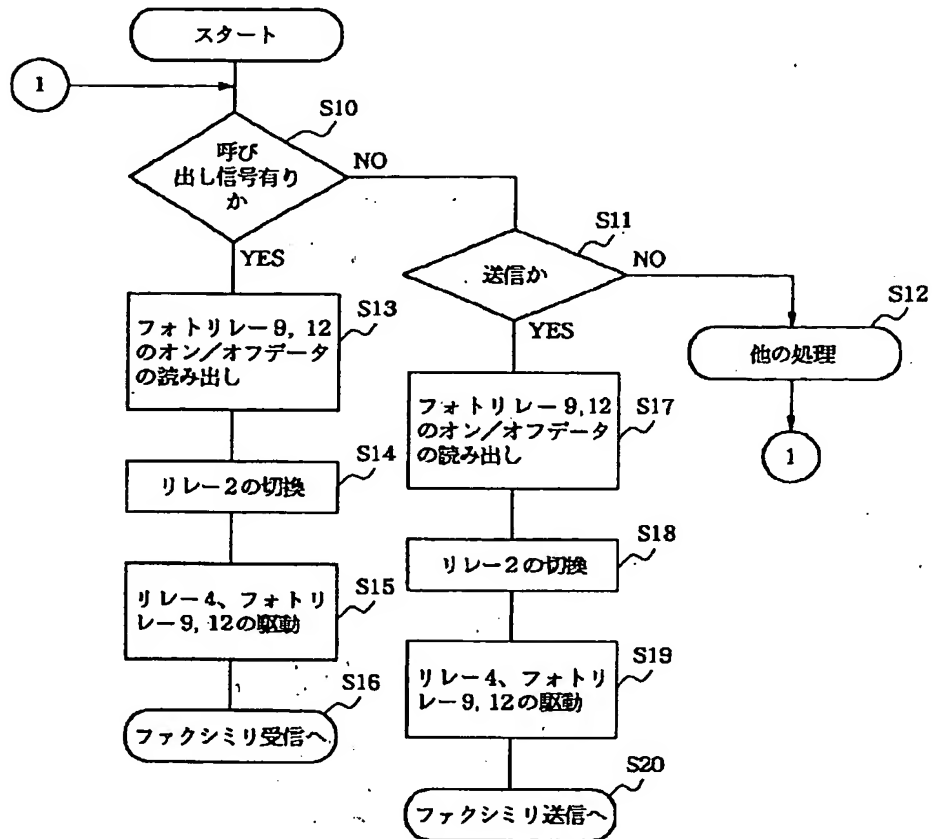 スタート
1
S10
呼び
出し信号有り
か
NO
YES
S11
送信か
NO
YES
S12
他の処理
1
S13
フォトリレー9, 12
のオン/オフデータ
の読み出し
S14
リレー2の切換
S15
リレー4、フォトリ
レー9, 12の駆動
S16
ファクシミリ受信へ
S17
フォトリレー9,12
のオン/オフデータ
の読み出し
S18
リレー2の切換
S19
リレー4、フォトリ
レー9, 12の駆動
S20
ファクシミリ送信へ